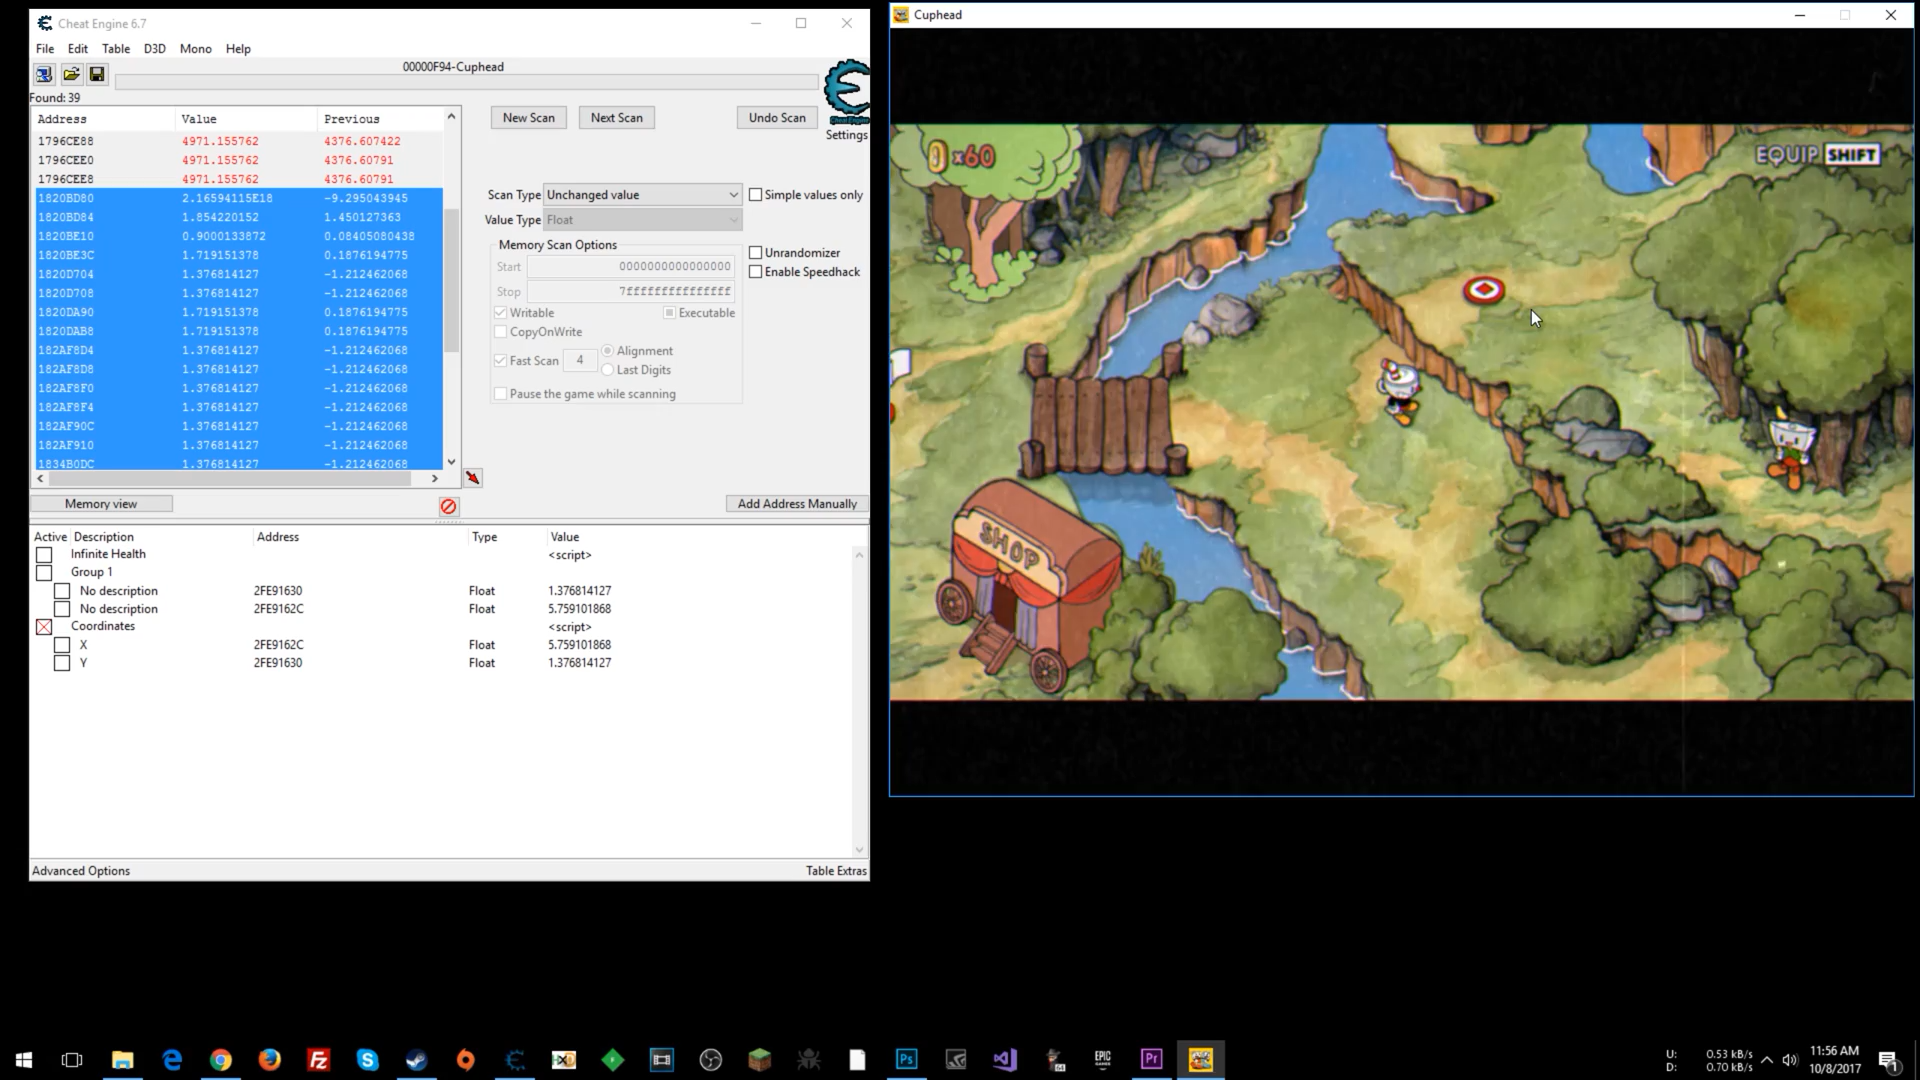 Cheat Engine 6.7
File Edit Table D3D Mono Help
00000F94-Cuphead
Found: 39
Address Value Previous
1796CE88 4971.155762 4376.607422
1796CEE0 4971.155762 4376.60791
1796CEE8 4971.155762 4376.60791
1820BD80 2.16594115E18 -9.295043945
1820BD84 1.854220152 1.450127363
1820BE10 0.9000133872 0.08405080438
1820BE3C 1.719151378 0.1876194775
1820D704 1.376814127 -1.212462068
1820D708 1.376814127 -1.212462068
1820DA90 1.719151378 0.1876194775
1820DAB8 1.719151378 0.1876194775
182AF8D4 1.376814127 -1.212462068
182AF8D8 1.376814127 -1.212462068
182AF8F0 1.376814127 -1.212462068
182AF8F4 1.376814127 -1.212462068
182AF90C 1.376814127 -1.212462068
182AF910 1.376814127 -1.212462068
1834B0DC 1.376814127 -1.212462068
New Scan Next Scan Undo Scan
Cheat Engine
Settings
Scan Type Unchanged value Simple values only
Value Type Float
Memory Scan Options
Start 0000000000000000
Stop 7fffffffffffffff
Writable Executable
CopyOnWrite
Fast Scan 4 Alignment
Last Digits
Pause the game while scanning
Unrandomizer
Enable Speedhack
Memory view
Add Address Manually
Active Description Address Type Value
Infinite Health <script>
Group 1
No description 2FE91630 Float 1.376814127
No description 2FE9162C Float 5.759101868
Coordinates <script>
X 2FE9162C Float 5.759101868
Y 2FE91630 Float 1.376814127
Advanced Options Table Extras
Cuphead
x60
EQUIP SHIFT
SHOP
Fz
Ps
64
EPIC
GAMES
Pr
U: 0.53 kB/s
D: 0.70 kB/s
11:56 AM
10/8/2017
1